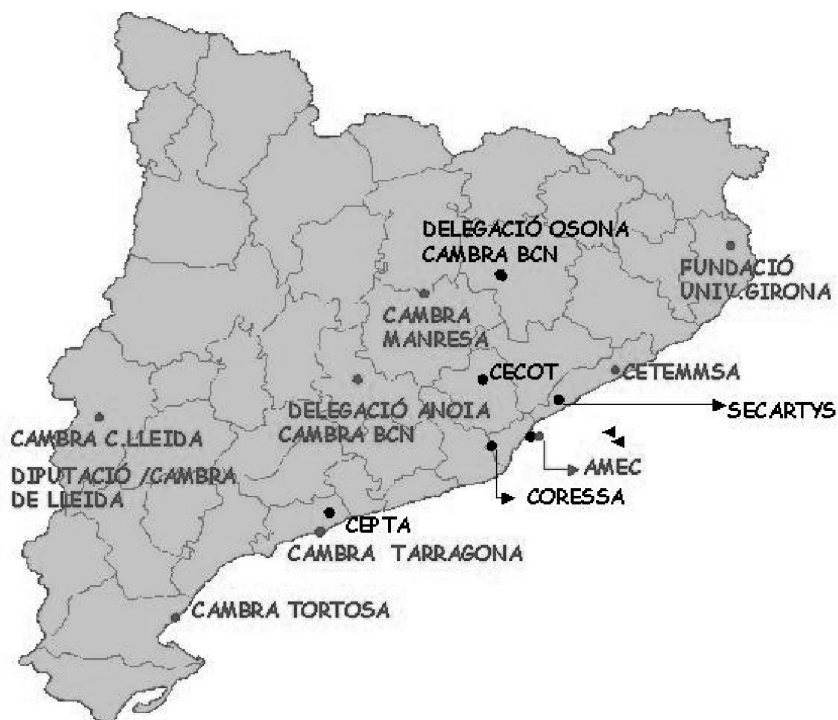 DELEGACIÓ OSONA
CAMBRA BCN
FUNDACIÓ
UNIV.GIRONA
CAMBRA
MANRESA
CECOT
CETEMMSA
SECARTYS
DELEGACIÓ ANOIA
CAMBRA BCN
CAMBRA C.LLEIDA
DIPUTACIÓ /CAMBRA
DE LLEIDA
AMEC
CORESSA
CEPTA
CAMBRA TARRAGONA
CAMBRA TORTOSA